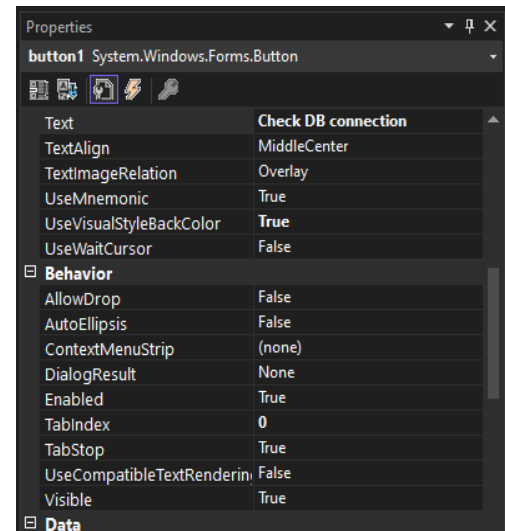 Properties
button1 System.Windows.Forms.Button
Text Check DB connection
TextAlign MiddleCenter
TextImageRelation Overlay
UseMnemonic True
UseVisualStyleBackColor True
UseWaitCursor False
Behavior
AllowDrop False
AutoEllipsis False
ContextMenuStrip (none)
DialogResult None
Enabled True
TabIndex 0
TabStop True
UseCompatibleTextRendering False
Visible True
Data